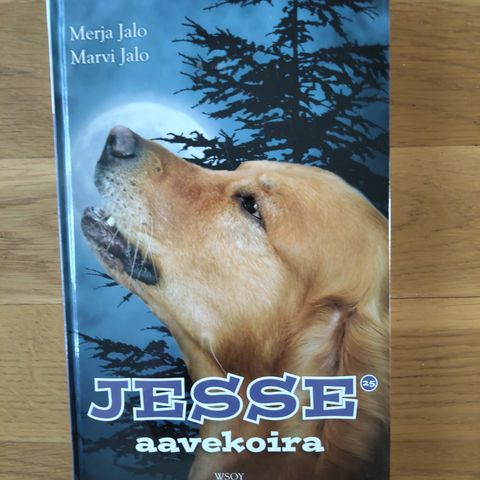 Merja Jalo
Marvi Jalo
JESSE 25
aavekoira
WSOY